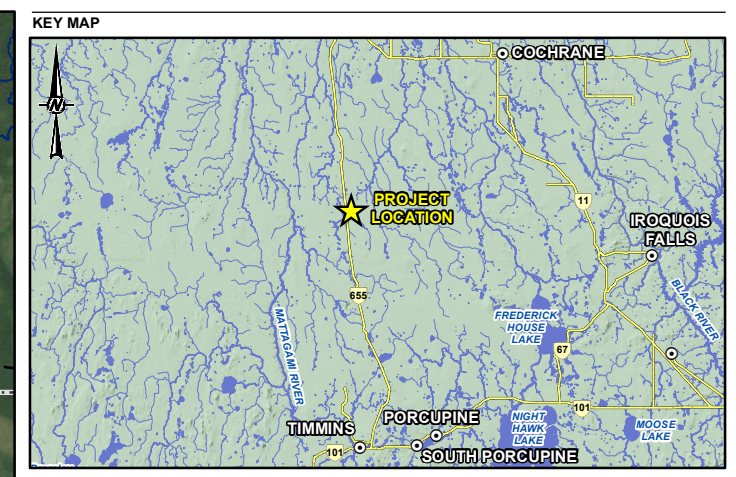 KEY MAP
COCHRANE
N
PROJECT
LOCATION
11
IROQUOIS
FALLS
655
BLACK RIVER
MATTAGAMI RIVER
FREDERICK
HOUSE
LAKE
67
101
TIMMINS
PORCUPINE
NIGHT
HAWK
LAKE
MOOSE
LAKE
101
SOUTH PORCUPINE